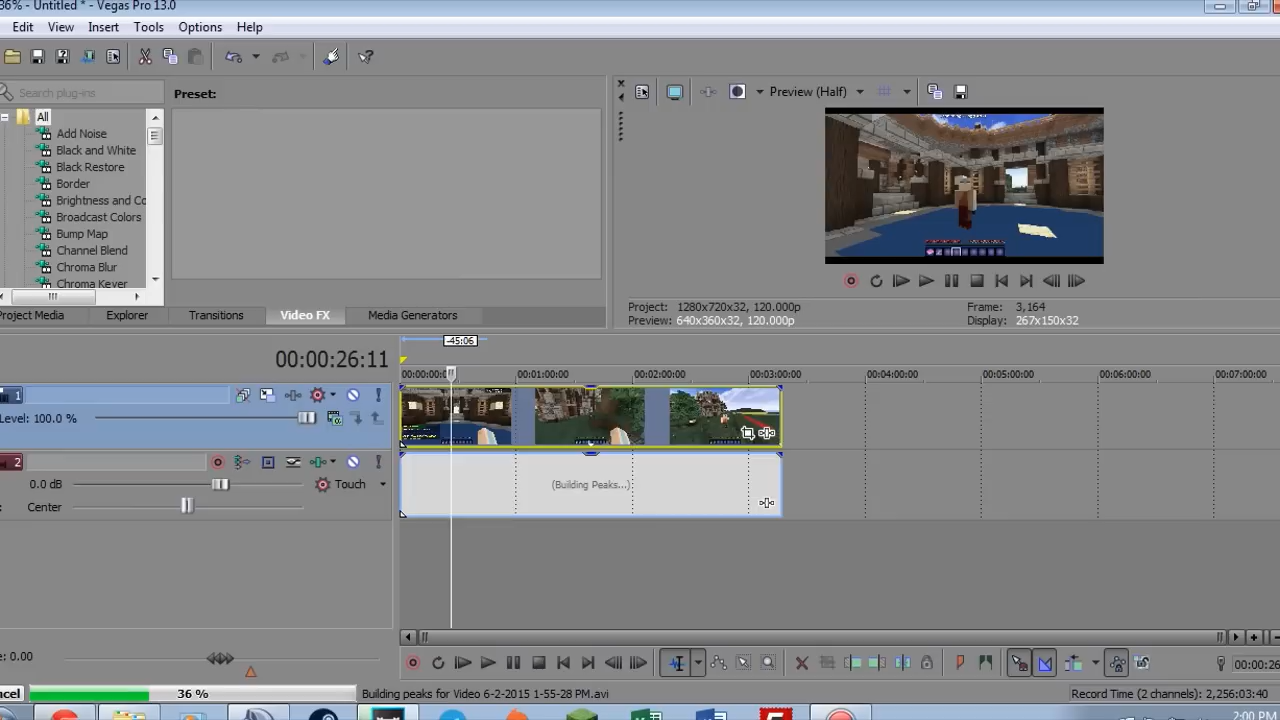 36% - Untitled * - Vegas Pro 13.0
Edit View Insert Tools Options Help
Search plug-ins
Preset:
Preview (Half)
All
Add Noise
Black and White
Black Restore
Border
Brightness and Co
Broadcast Colors
Bump Map
Channel Blend
Chroma Blur
Chroma Keyer
Project Media Explorer Transitions Video FX Media Generators
Project: 1280x720x32, 120.000p Frame: 3,164
Preview: 640x360x32, 120.000p Display: 267x150x32
-45:06
00:00:26:11
00:00:00:0 00:01:00:00 00:02:00:00 00:03:00:00 00:04:00:00 00:05:00:00 00:06:00:00 00:07:00:00
1
Level: 100.0 %
2
0.0 dB Touch
Center
(Building Peaks...)
e: 0.00
00:00:26
ncel 36 % Building peaks for Video 6-2-2015 1-55-28 PM.avi Record Time (2 channels): 2,256:03:40
2:00 PM